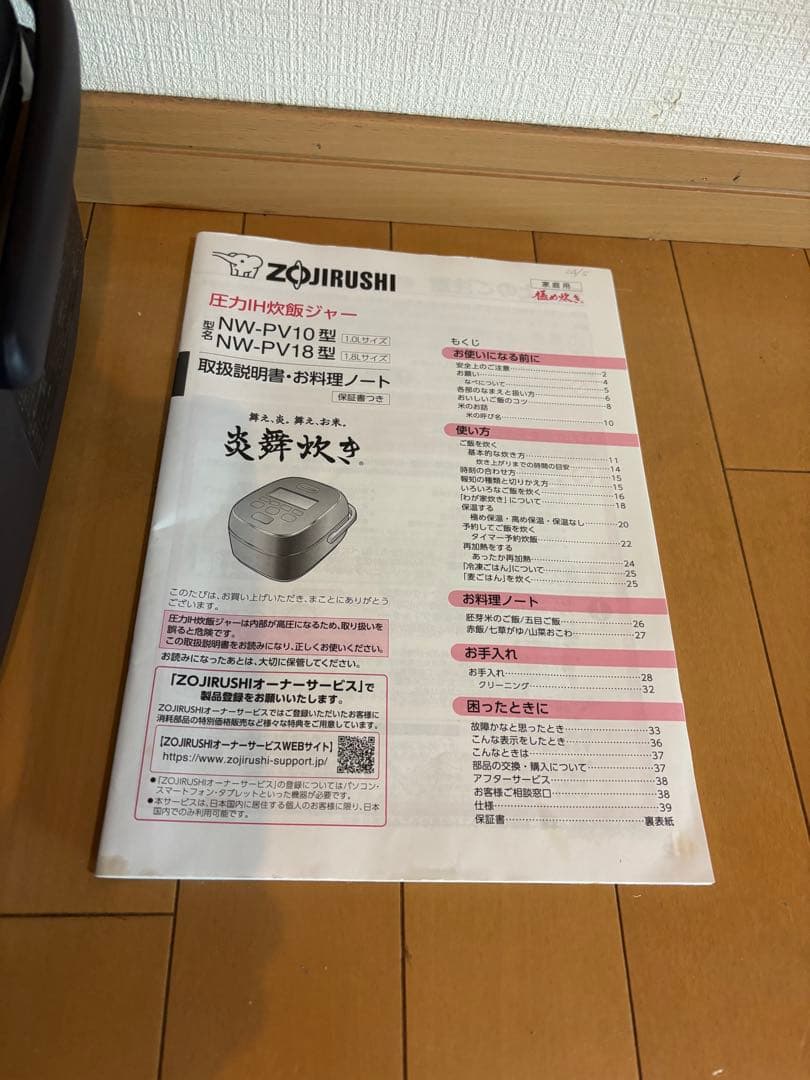 ZOJIRUSHI
圧力IH炊飯ジャー
型名 NW-PV10型 1.0Lサイズ
NW-PV18型 1.8Lサイズ
取扱説明書・お料理ノート
保証書つき
舞え、炎。舞え、お米。
炎舞炊き®
このたびは、お買い上げいただき、まことにありがとう
ございます。
圧力IH炊飯ジャーは内部が高圧になるため、取り扱いを
誤ると危険です。
この取扱説明書をお読みになり、正しくお使いください。
お読みになったあとは、大切に保管してください。
「ZOJIRUSHIオーナーサービス」で
製品登録をお願いいたします。
ZOJIRUSHIオーナーサービスではご登録いただいたお客様に
消耗部品の特別価格販売など様々な特典をご用意しています。
【ZOJIRUSHIオーナーサービスWEBサイト】
https://www.zojirushi-support.jp/
●「ZOJIRUSHIオーナーサービス」の登録についてはパソコン・
スマートフォン・タブレットといった機器が必要です。
●本サービスは、日本国内に居住する個人のお客様に限り、日本
国内でのみ利用可能です。
家庭用
極め炊き
もくじ
お使いになる前に
安全上のご注意……2
お願い……4
なべについて……5
各部のなまえと扱い方……6
おいしいご飯のコツ……8
米のお話
米の呼び名……10
使い方
ご飯を炊く
基本的な炊き方……11
炊き上がりまでの時間の目安……14
時刻の合わせ方……15
報知の種類と切りかえ方……15
いろいろなご飯を炊く……16
「わが家炊き」について……18
保温する
極め保温・高め保温・保温なし……20
予約してご飯を炊く
タイマー予約炊飯……22
再加熱をする
あったか再加熱……24
「冷凍ごはん」について……25
「麦ごはん」を炊く……25
お料理ノート
胚芽米のご飯/五目ご飯……26
赤飯/七草がゆ/山菜おこわ……27
お手入れ
お手入れ……28
クリーニング……32
困ったときに
故障かなと思ったとき……33
こんな表示をしたとき……36
こんなときは……37
部品の交換・購入について……37
アフターサービス……38
お客様ご相談窓口……38
仕様……39
保証書……裏表紙